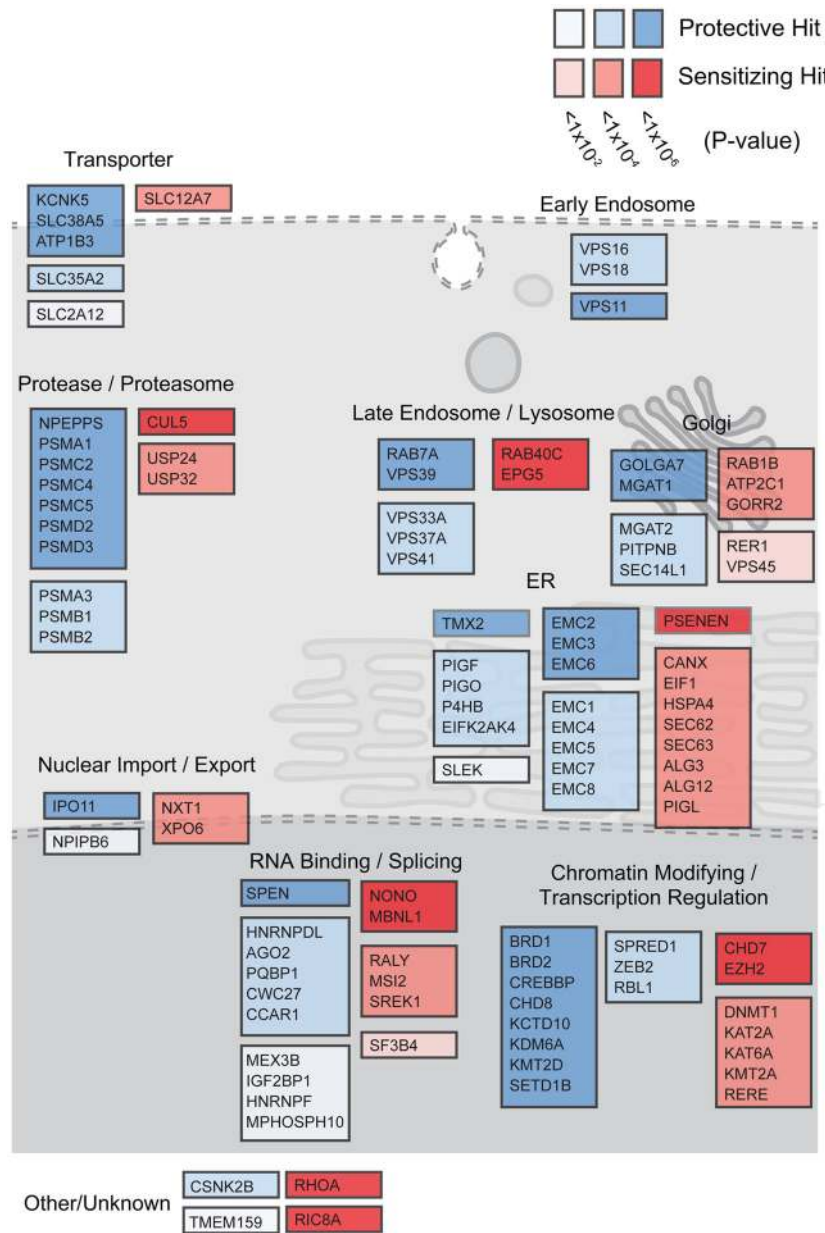 Protective Hit
Sensitizing Hit
<1x10-2
<1x10-4
<1x10-6
(P-value)
Transporter
KCNK5
SLC38A5
ATP1B3
SLC12A7
SLC35A2
SLC2A12
Early Endosome
VPS16
VPS18
VPS11
Protease / Proteasome
NPEPPS
PSMA1
PSMC2
PSMC4
PSMC5
PSMD2
PSMD3
CUL5
USP24
USP32
PSMA3
PSMB1
PSMB2
Late Endosome / Lysosome
RAB7A
VPS39
RAB40C
EPG5
VPS33A
VPS37A
VPS41
Golgi
GOLGA7
MGAT1
RAB1B
ATP2C1
GORR2
MGAT2
PITPNB
SEC14L1
RER1
VPS45
ER
TMX2
PIGF
PIGO
P4HB
EIFK2AK4
SLEK
EMC2
EMC3
EMC6
EMC1
EMC4
EMC5
EMC7
EMC8
PSENEN
CANX
EIF1
HSPA4
SEC62
SEC63
ALG3
ALG12
PIGL
Nuclear Import / Export
IPO11
NPIPB6
NXT1
XPO6
RNA Binding / Splicing
SPEN
HNRNPDL
AGO2
PQBP1
CWC27
CCAR1
MEX3B
IGF2BP1
HNRNPF
MPHOSPH10
NONO
MBNL1
RALY
MSI2
SREK1
SF3B4
Chromatin Modifying /
Transcription Regulation
BRD1
BRD2
CREBBP
CHD8
KCTD10
KDM6A
KMT2D
SETD1B
SPRED1
ZEB2
RBL1
CHD7
EZH2
DNMT1
KAT2A
KAT6A
KMT2A
RERE
Other/Unknown
CSNK2B
RHOA
TMEM159
RIC8A